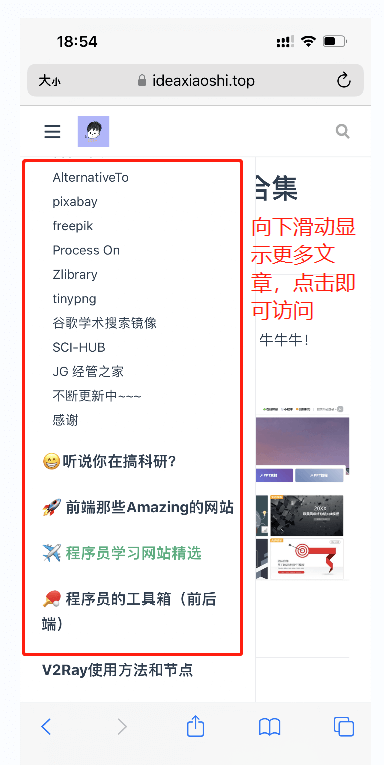 18:54
大小
ideaxiaoshi.top
AlternativeTo
pixabay
freepik
Process On
Zlibrary
tinypng
谷歌学术搜索镜像
SCI-HUB
JG 经管之家
不断更新中~~~
感谢
😁听说你在搞科研?
🚀 前端那些Amazing的网站
✈️ 程序员学习网站精选
🏓 程序员的工具箱（前后
端）
V2Ray使用方法和节点
合集
向下滑动显
示更多文
章，点击即
可访问
牛牛牛!